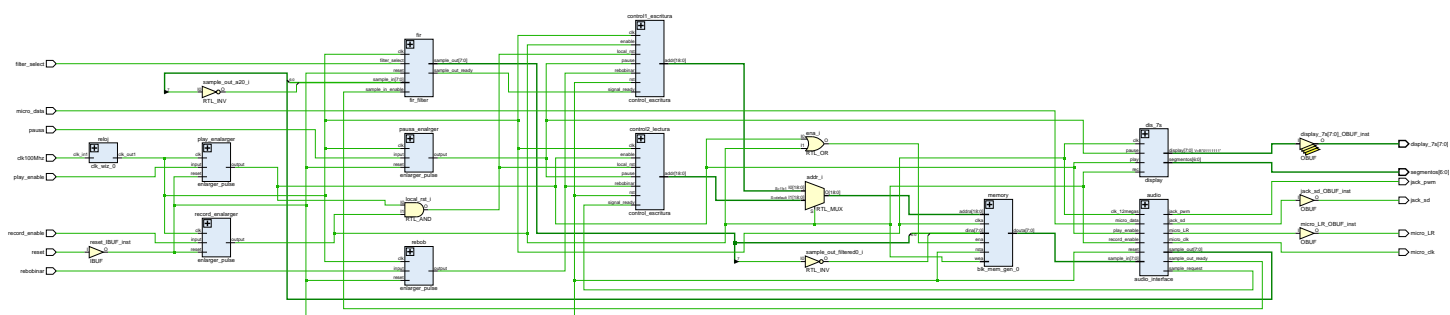 filter_select
micro_data
pausa
clk100Mhz
play_enable
record_enable
reset
rebobinar
sample_out_a20_i
RTL_INV
reloj
clk_in1
clk_out1
clk_wiz_0
play_enalarger
clk
input
reset
output
enlarger_pulse
record_enalarger
clk
input
reset
output
enlarger_pulse
reset_IBUF_inst
IBUF
fir
clk
filter_select
reset
sample_in[7:0]
sample_in_enable
sample_out[7:0]
sample_out_ready
fir_filter
pausa_enalrger
clk
input
reset
output
enlarger_pulse
local_rst_i
RTL_AND
rebob
clk
input
reset
output
enlarger_pulse
control1_escritura
clk
enable
local_rst
pause
rebobinar
rst
signal_ready
addr[18:0]
control_escritura
control2_lectura
clk
enable
local_rst
pause
rebobinar
rst
signal_ready
addr[18:0]
control_escritura
ena_i
RTL_OR
addr_i
O[18:0]
RTL_MUX
sample_out_filtered0_i
RTL_INV
memory
addra[18:0]
clka
dina[7:0]
ena
rsta
wea
douta[7:0]
blk_mem_gen_0
dis_7s
clk
pausa
play
rec
display[7:0]
segmentos[6:0]
display
audio
clk_12megas
micro_data
play_enable
record_enable
reset
sample_in[7:0]
jack_pwm
jack_sd
micro_LR
micro_clk
sample_out[7:0]
sample_out_ready
sample_request
audio_interface
display_7s[7:0]_OBUF_inst
OBUF
jack_sd_OBUF_inst
OBUF
micro_LR_OBUF_inst
OBUF
display_7s[7:0]
segmentos[6:0]
jack_pwm
jack_sd
micro_LR
micro_clk